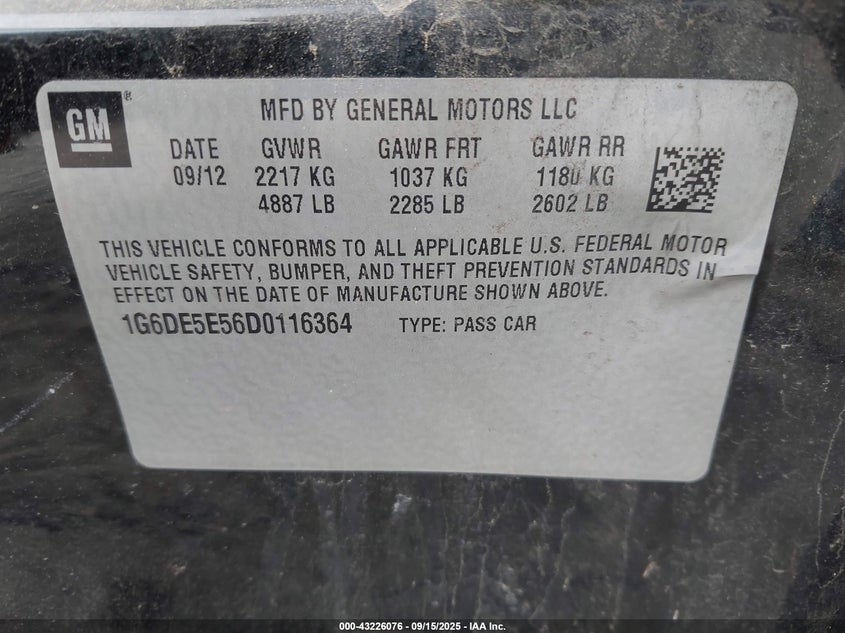 GM®
MFD BY GENERAL MOTORS LLC
DATE GVWR GAWR FRT GAWR RR
09/12 2217 KG 1037 KG 1180 KG
4887 LB 2285 LB 2602 LB
THIS VEHICLE CONFORMS TO ALL APPLICABLE U.S. FEDERAL MOTOR
VEHICLE SAFETY, BUMPER, AND THEFT PREVENTION STANDARDS IN
EFFECT ON THE DATE OF MANUFACTURE SHOWN ABOVE.
1G6DE5E56D0116364 TYPE: PASS CAR
000-43226076 - 09/15/2025 - IAA Inc.